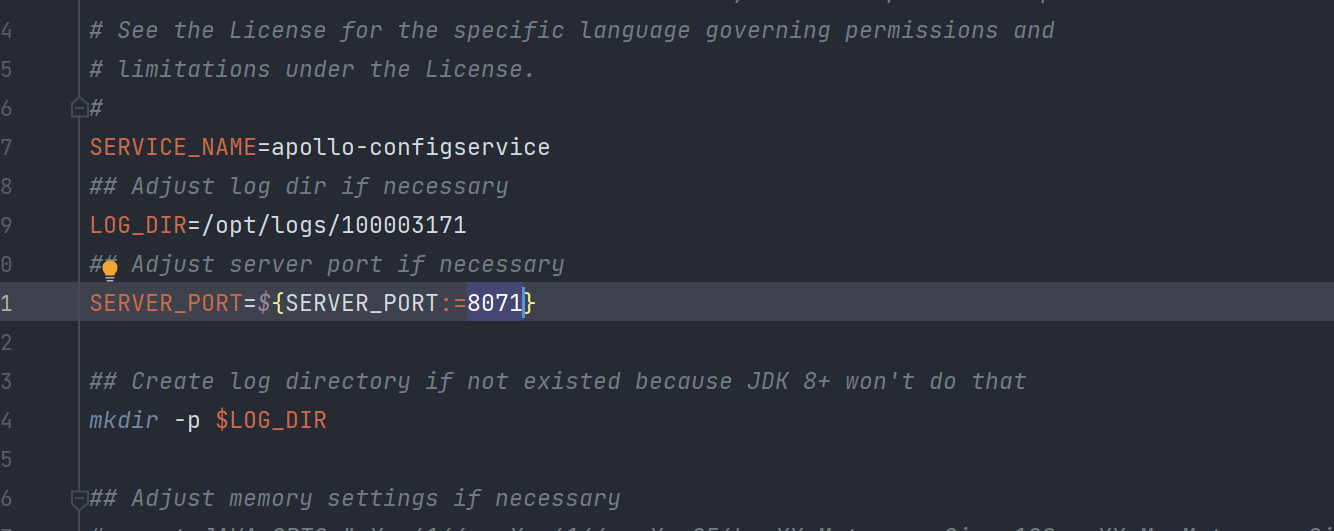 4 # See the License for the specific language governing permissions and
5 # limitations under the License.
6 #
7 SERVICE_NAME=apollo-configservice
8 ## Adjust log dir if necessary
9 LOG_DIR=/opt/logs/100003171
0 ## Adjust server port if necessary
1 SERVER_PORT=${SERVER_PORT:=8071}
2
3 ## Create log directory if not existed because JDK 8+ won't do that
4 mkdir -p $LOG_DIR
5
6 ## Adjust memory settings if necessary